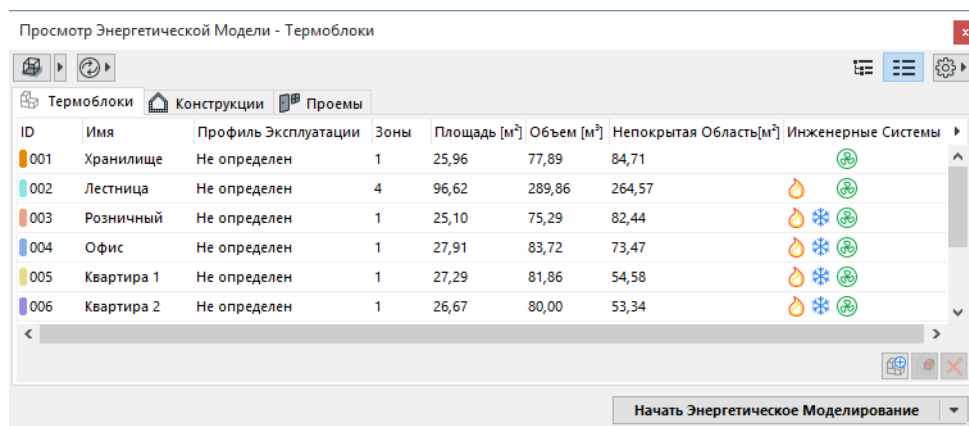 Просмотр Энергетической Модели - Термоблоки
Термоблоки Конструкции Проемы
ID Имя Профиль Эксплуатации Зоны Площадь [м²] Объем [м³] Непокрытая Область[м²] Инженерные Системы
001 Хранилище Не определен 1 25,96 77,89 84,71
002 Лестница Не определен 4 96,62 289,86 264,57
003 Розничный Не определен 1 25,10 75,29 82,44
004 Офис Не определен 1 27,91 83,72 73,47
005 Квартира 1 Не определен 1 27,29 81,86 54,58
006 Квартира 2 Не определен 1 26,67 80,00 53,34
Начать Энергетическое Моделирование